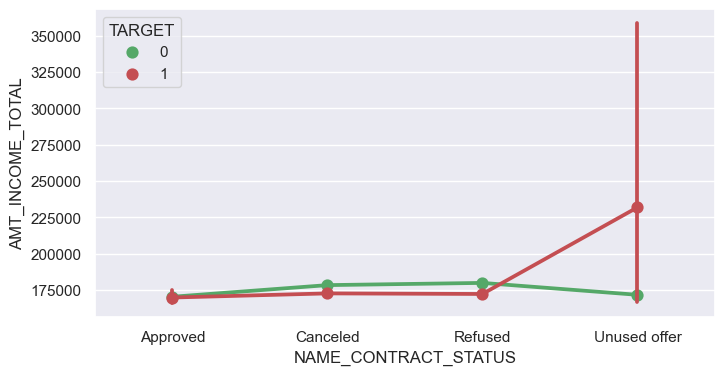 TARGET
0
1
AMT_INCOME_TOTAL
350000
325000
300000
275000
250000
225000
200000
175000
Approved Canceled Refused Unused offer
NAME_CONTRACT_STATUS